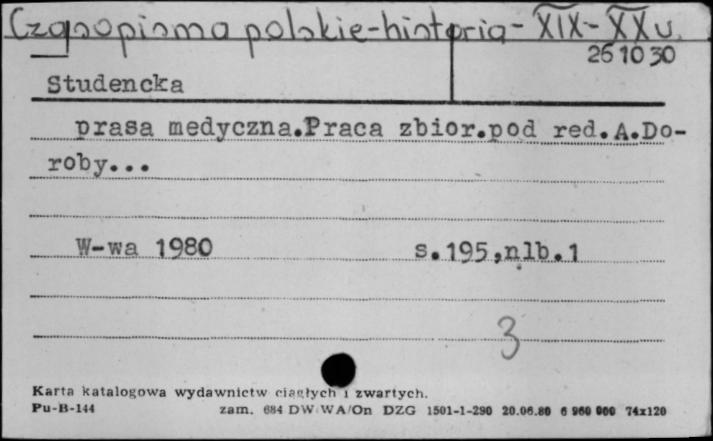 Czasopisma polskie-historia-XIX-XXw.
261030
Studencka
prasa medyczna.Praca zbior.pod red.A.Do-
roby...
W-wa 1980 s.195,nlb.1
3
Karta katalogowa wydawnictw ciągłych i zwartych.
Pu-B-144 zam. 684 DW WA/On DZG 1501-1-290 20.06.80 6 960 000 74x120